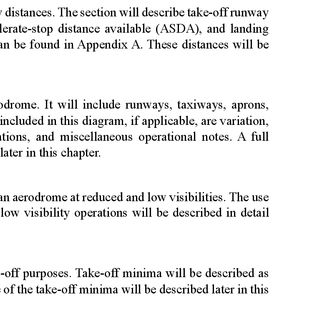 distances. The section will describe take-off runway
lerate-stop distance available (ASDA), and landing
an be found in Appendix A. These distances will be
odrome. It will include runways, taxiways, aprons,
included in this diagram, if applicable, are variation,
tions, and miscellaneous operational notes. A full
later in this chapter.
an aerodrome at reduced and low visibilities. The use
low visibility operations will be described in detail
-off purposes. Take-off minima will be described as
of the take-off minima will be described later in this